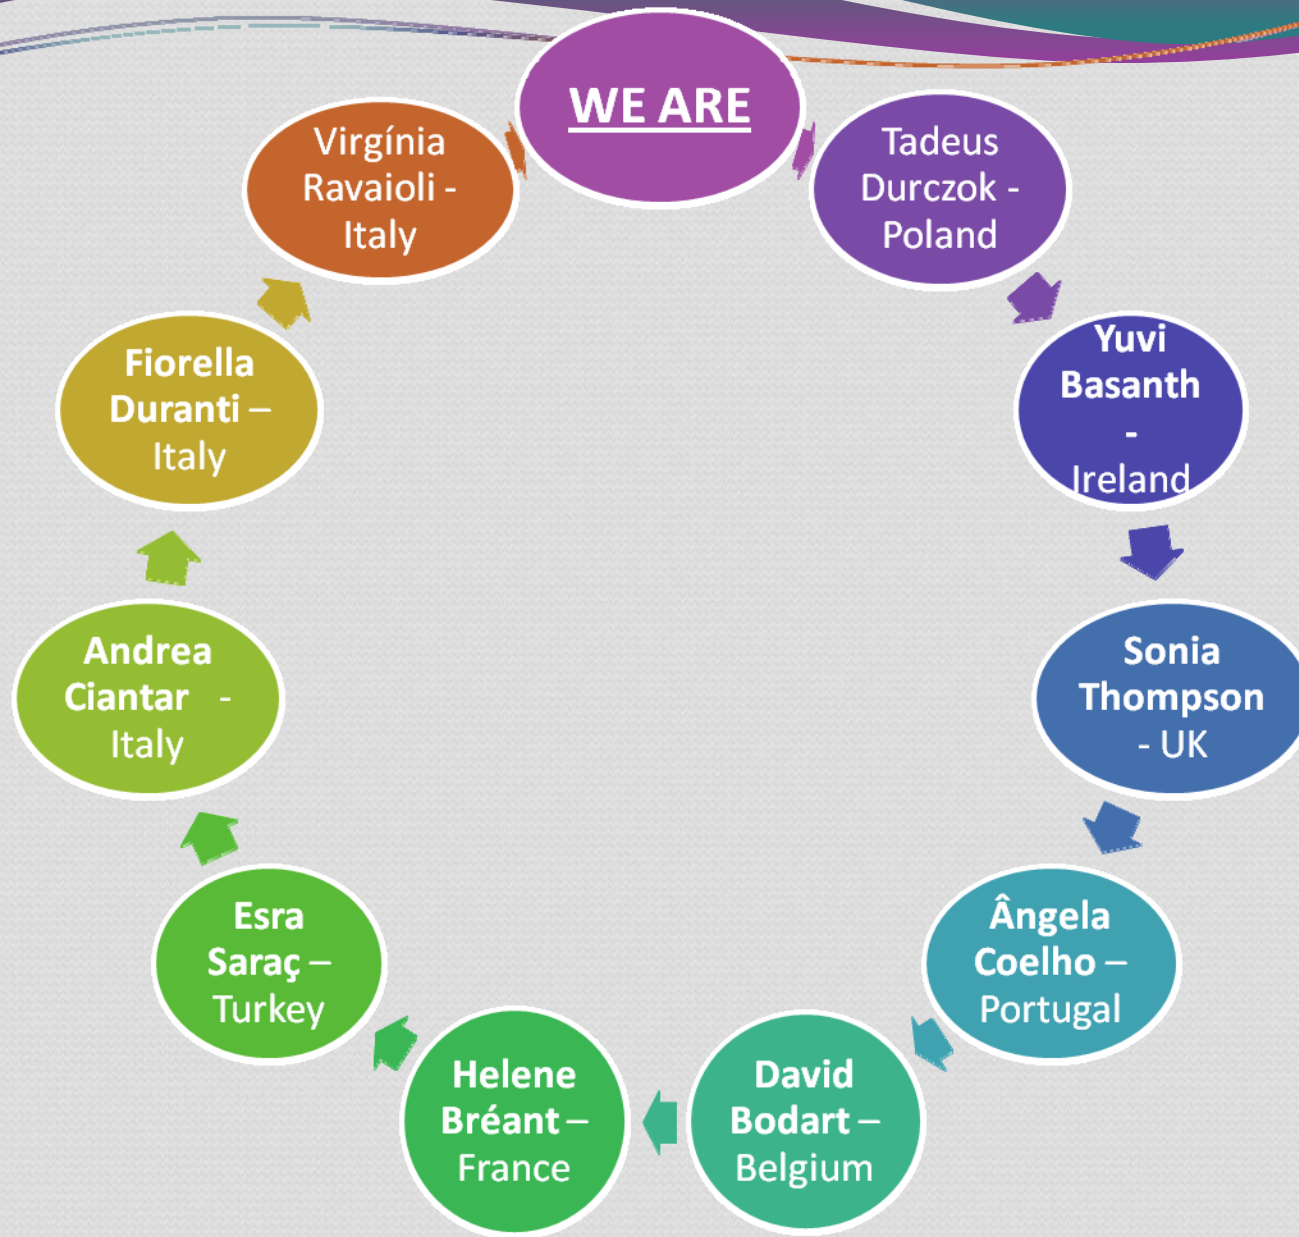 WE ARE
Tadeus
Durczok -
Poland
Yuvi
Basanth
-
Ireland
Sonia
Thompson
- UK
Ângela
Coelho –
Portugal
David
Bodart –
Belgium
Helene
Bréant –
France
Esra
Saraç –
Turkey
Andrea
Ciantar -
Italy
Fiorella
Duranti –
Italy
Virgínia
Ravaioli -
Italy